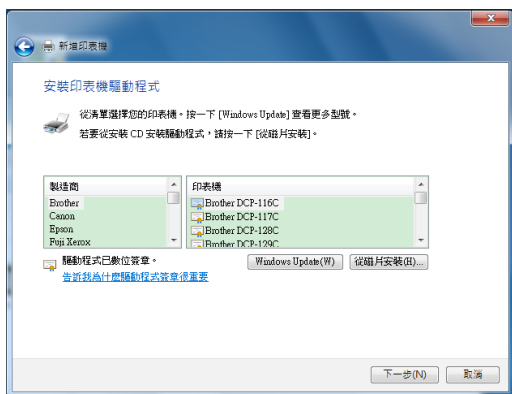 新增印表機
安裝印表機驅動程式
從清單選擇您的印表機。按一下 [Windows Update] 查看更多型號。
若要從安裝 CD 安裝驅動程式，請按一下 [從磁片安裝]。
製造商
Brother
Canon
Epson
Fuji Xerox
印表機
Brother DCP-116C
Brother DCP-117C
Brother DCP-128C
Brother DCP-129C
驅動程式已數位簽章。
告訴我為什麼驅動程式簽章很重要
Windows Update(W)
從磁片安裝(H)...
下一步(N)
取消